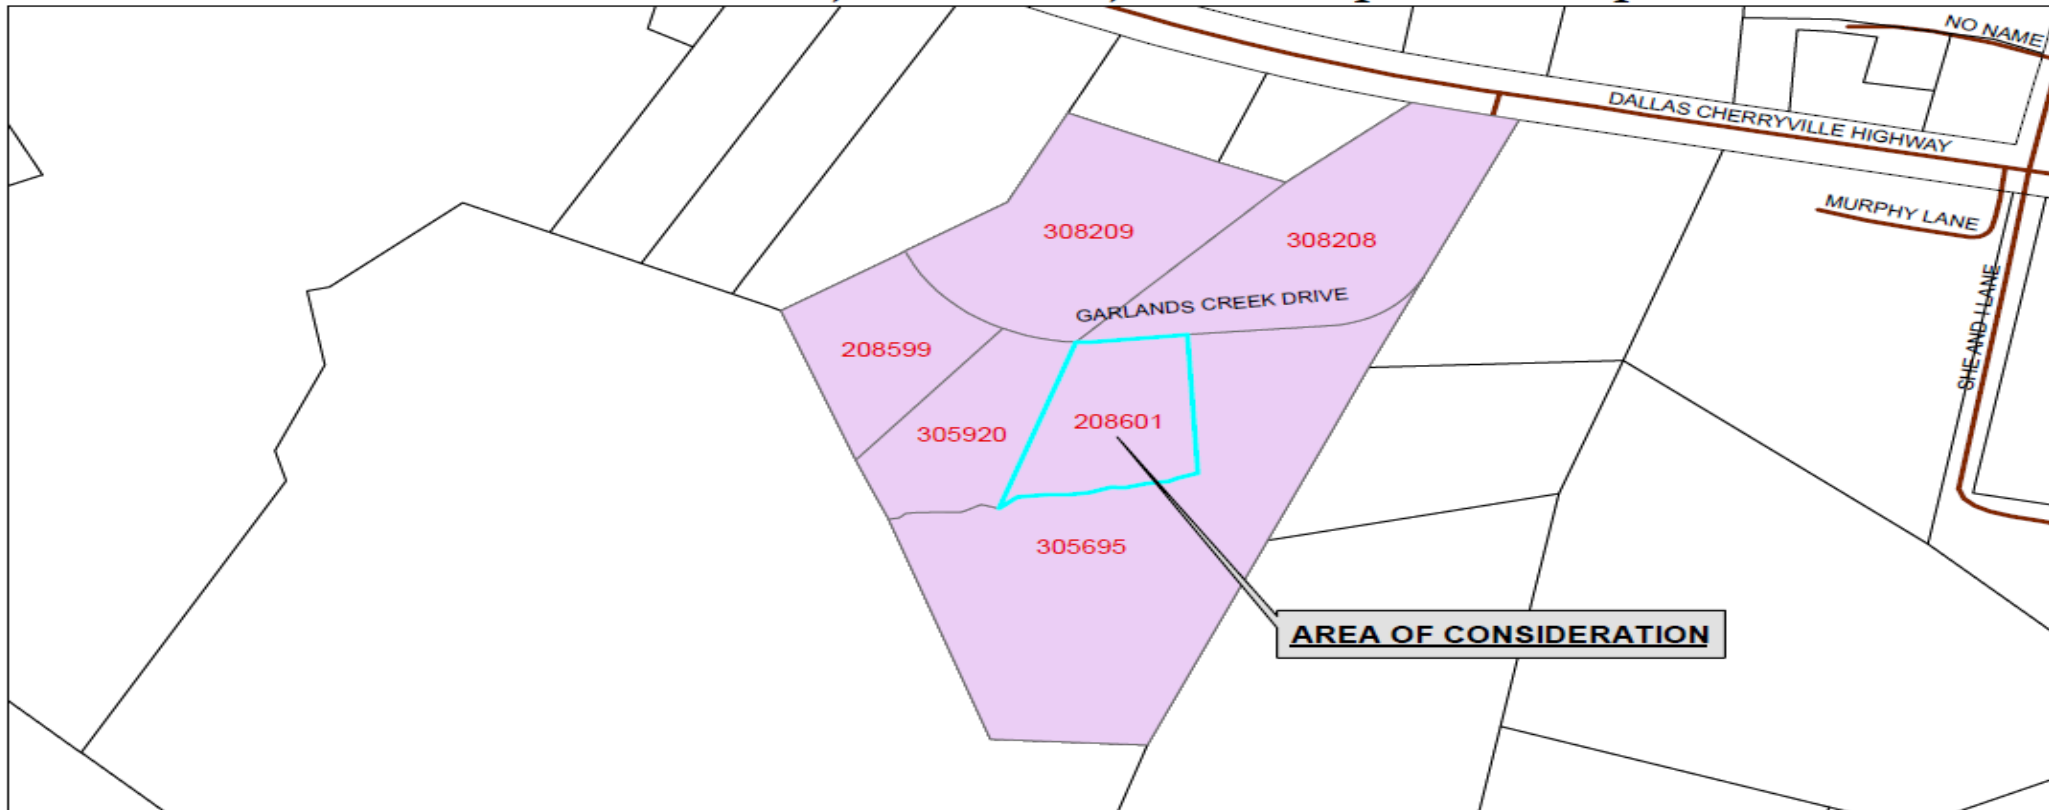 NO NAME
DALLAS CHERRYVILLE HIGHWAY
MURPHY LANE
308209
308208
SHE AND I LANE
GARLANDS CREEK DRIVE
208599
208601
305920
305695
AREA OF CONSIDERATION